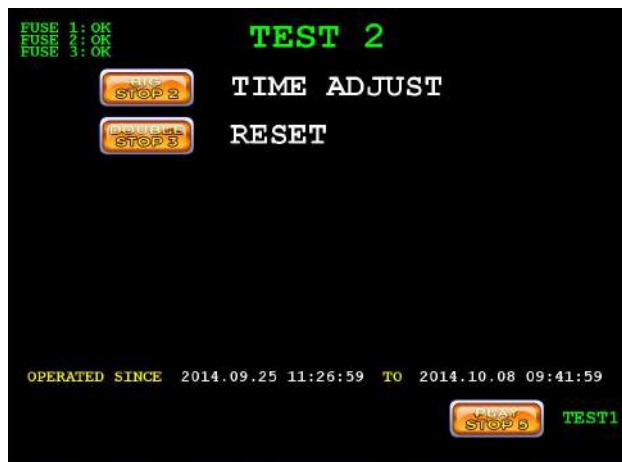 FUSE 1:OK
FUSE 2:OK
FUSE 3:OK
TEST 2
BIG
STOP 2
TIME ADJUST
DOUBLE
STOP 3
RESET
OPERATED SINCE 2014.09.25 11:26:59 TO 2014.10.08 09:41:59
PLAY
STOP 5
TEST1